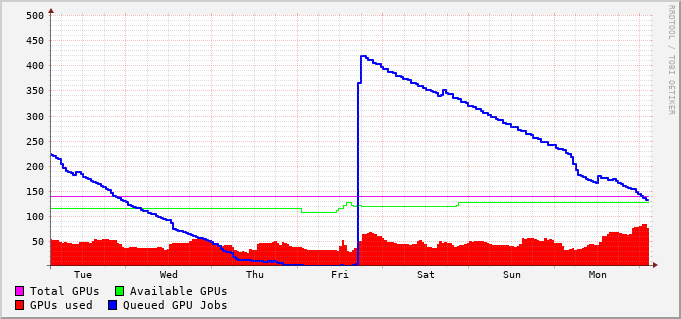 500
450
400
350
300
250
200
150
100
50
Tue Wed Thu Fri Sat Sun Mon
Total GPUs Available GPUs
GPUs used Queued GPU Jobs
RRDTOOL / TOBI OETIKER